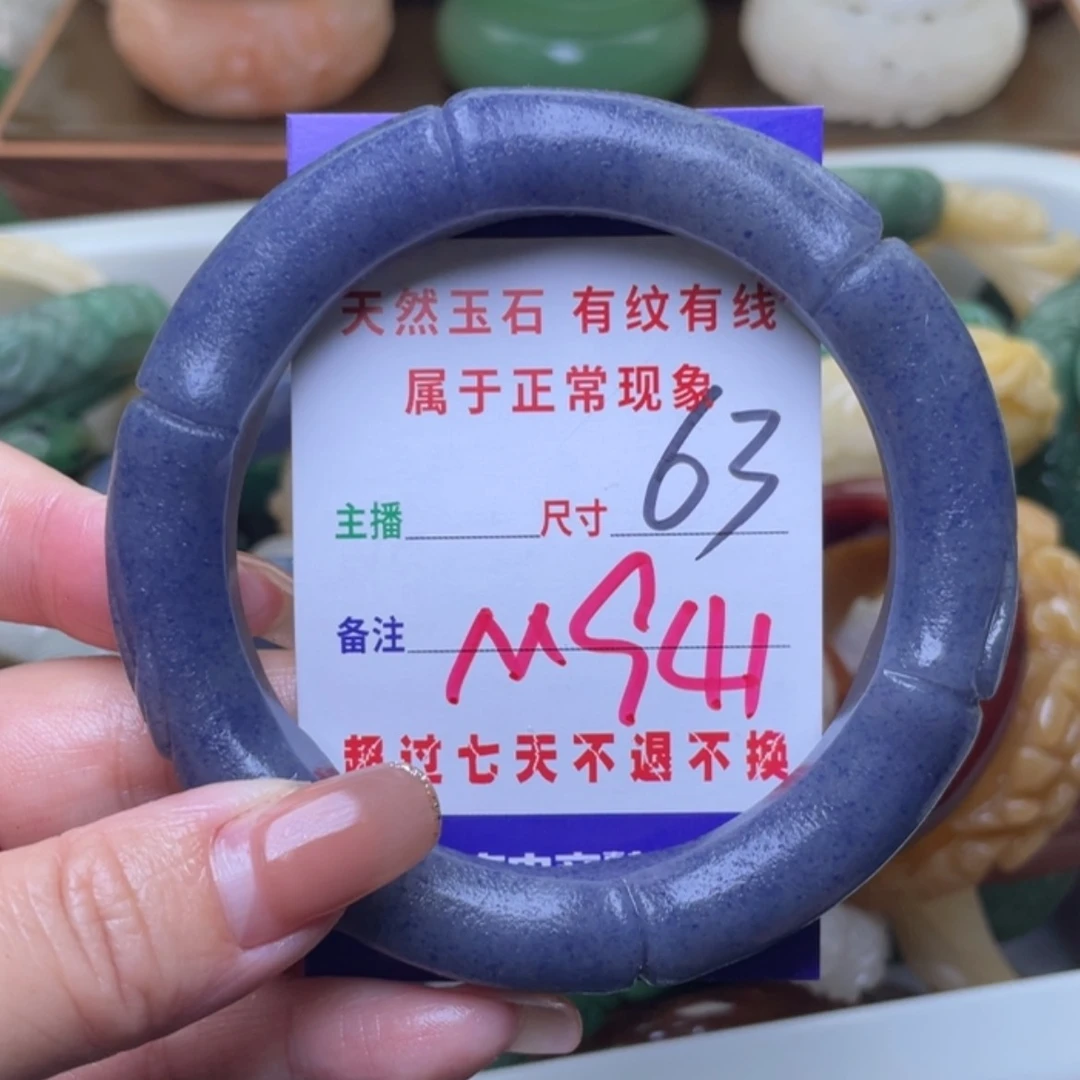 天然玉石 有纹有线
属于正常现象
主播 尺寸 63
备注
超过七天不退不换